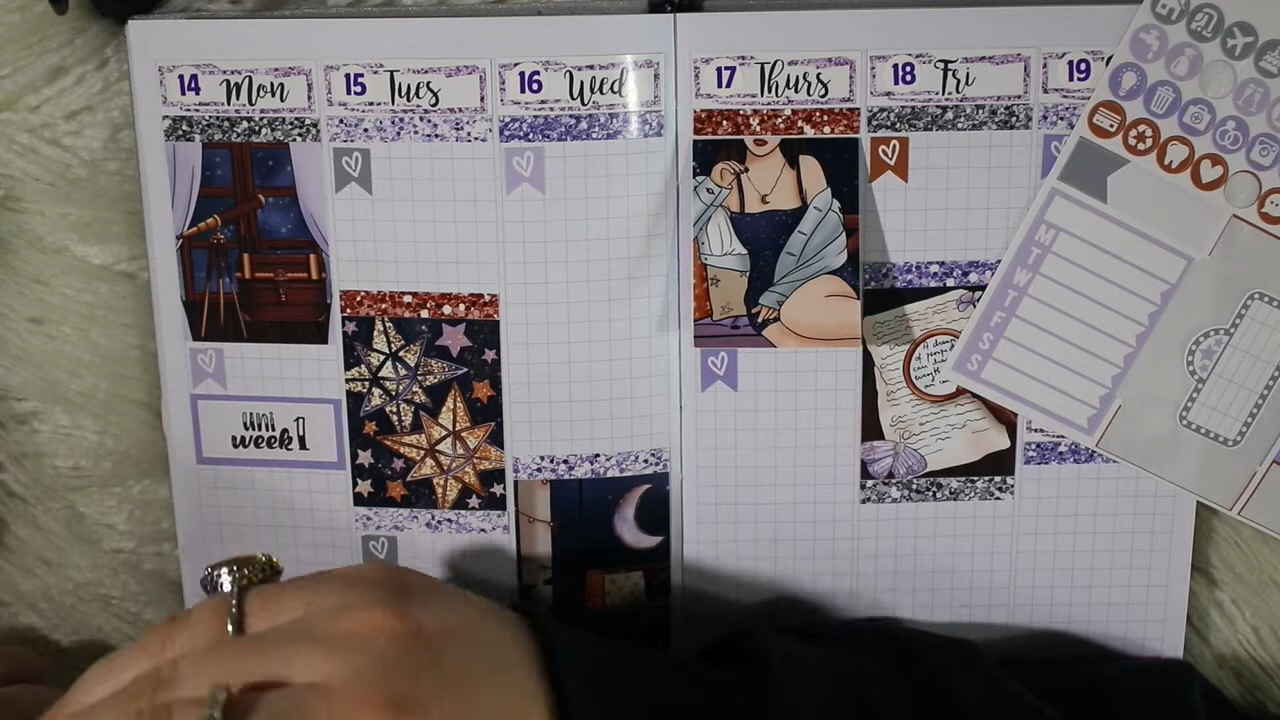 14 Mon
15 Tues
16 Wed
17 Thurs
18 Fri
19
M
T
W
T
F
S
S
uni
week 1